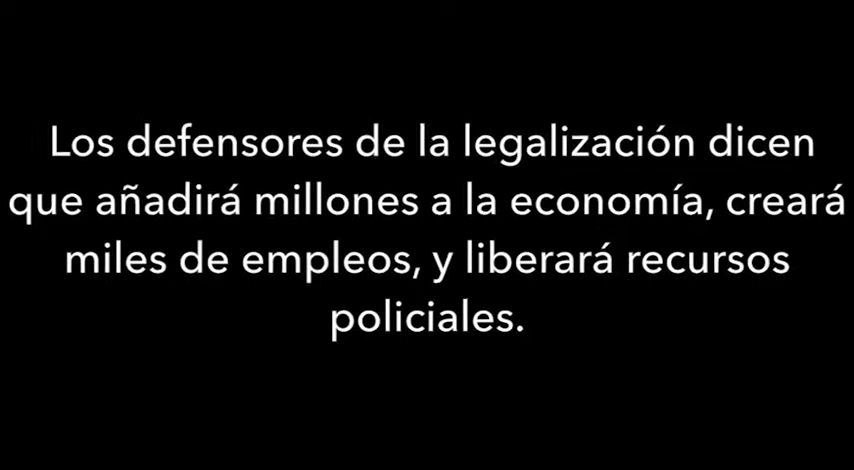 Los defensores de la legalización dicen
que añadirá millones a la economía, creará
miles de empleos, y liberará recursos
policiales.